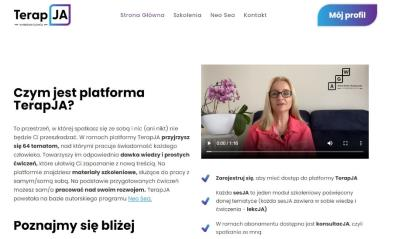 TerapJA
Strona Główna Szkolenia Neo Sea Kontakt
Mój profil
Czym jest platforma
TerapJA?
To przestrzeń, w której spotkasz się ze sobą i nic (ani nikt) nie
będzie Ci przeszkadzać. W ramach platformy TerapJA przyjrzysz
się 64 tematom, nad którymi pracuje świadomość każdego
człowieka. Towarzyszy im odpowiednia dawka wiedzy i prostych
ćwiczeń, które ułatwią Ci zapoznanie z nową treścią. Na
platformie znajdziesz materiały szkoleniowe, służące do pracy z
samym/samą sobą. Na podstawie przygotowanych ćwiczeń
możesz sam/a pracować nad swoim rozwojem. TerapJA
powstała na bazie autorskiego programu Neo Sea.
Poznajmy się bliżej
AGWA
0:00 / 1:16
Zarejestruj się, aby mieć dostęp do platformy TerapJA
Każda sesJA to jeden moduł szkoleniowy poświęcony
danej tematyce (każda sesJA zawiera w sobie wiedzę i
ćwiczenia - lekcJA)
W ramach abonamentu dostępna jest konsultacJA, czyli
spotkanie ze mną